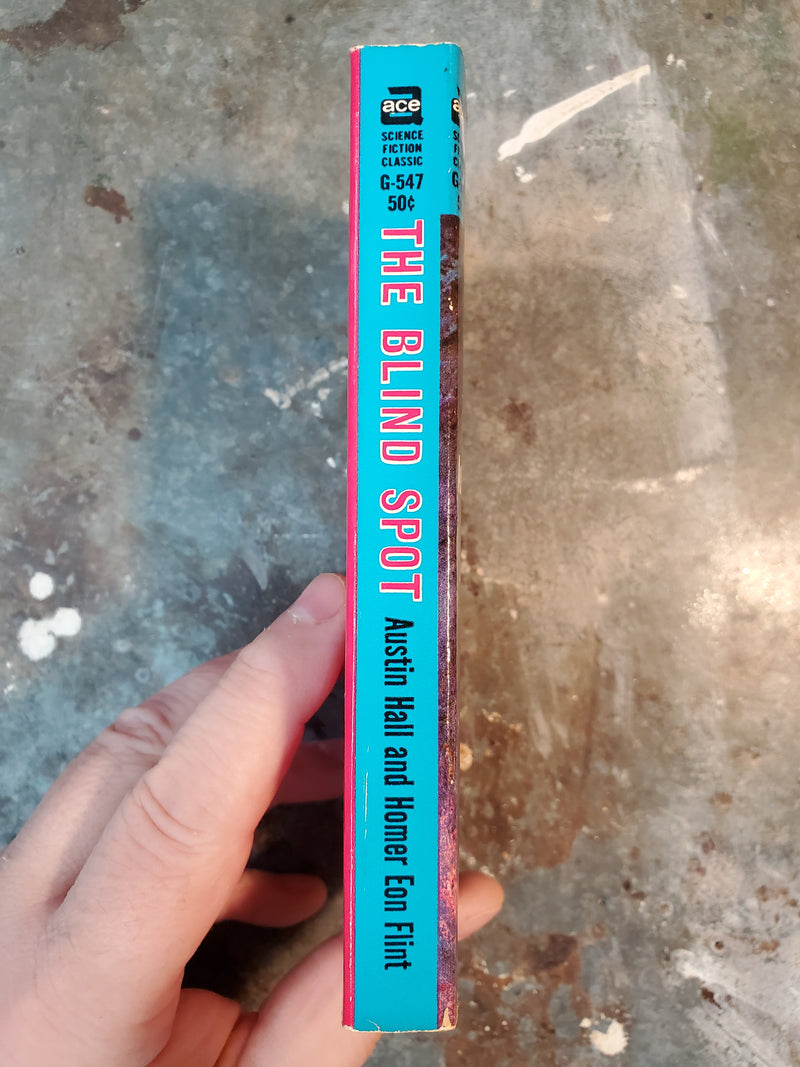 ace
SCIENCE
FICTION
CLASSIC
G-547
50¢
THE BLIND SPOT
Austin Hall and Homer Eon Flint